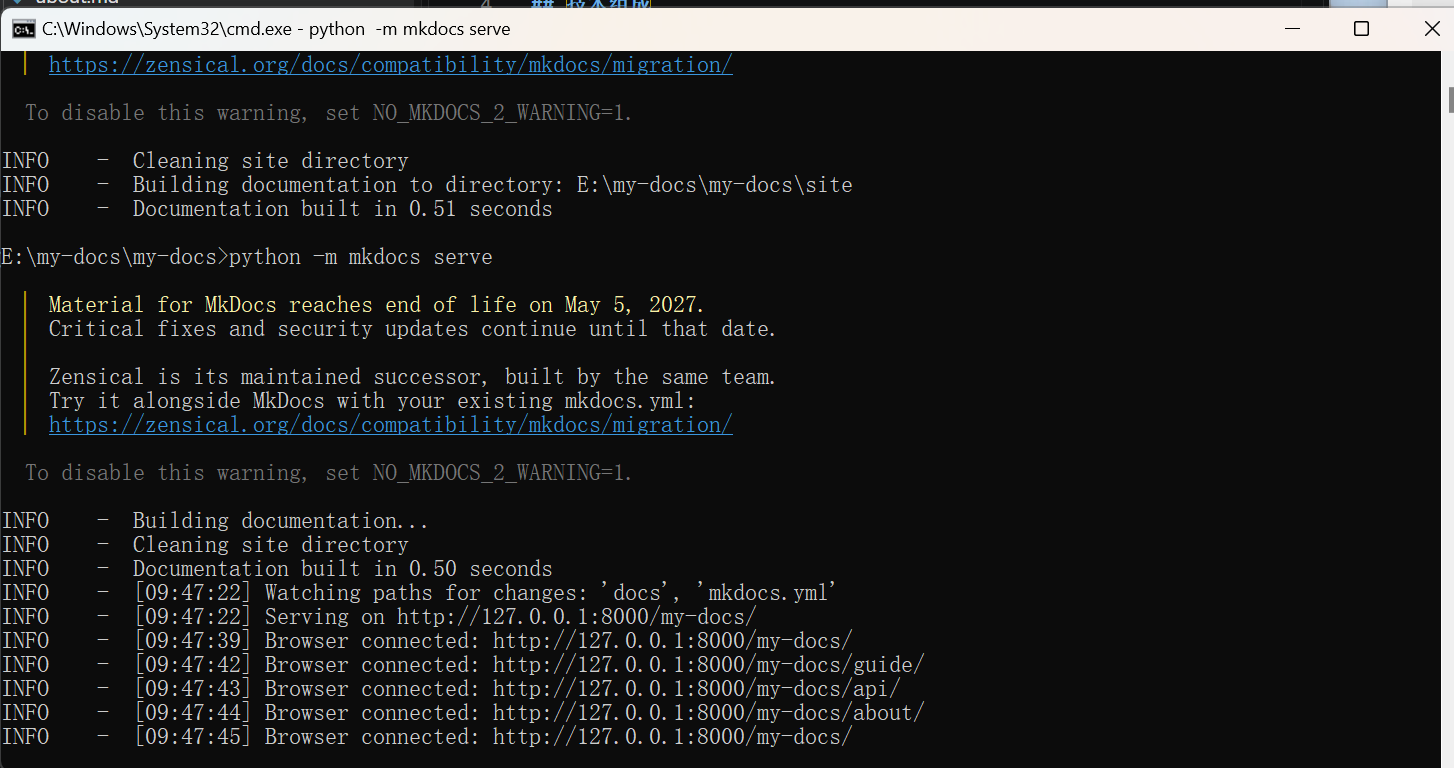 about.md
4 ## 技术组成
C:\Windows\System32\cmd.exe - python  -m mkdocs serve
https://zensical.org/docs/compatibility/mkdocs/migration/
To disable this warning, set NO_MKDOCS_2_WARNING=1.
INFO    -  Cleaning site directory
INFO    -  Building documentation to directory: E:\my-docs\my-docs\site
INFO    -  Documentation built in 0.51 seconds
E:\my-docs\my-docs>python -m mkdocs serve
Material for MkDocs reaches end of life on May 5, 2027.
Critical fixes and security updates continue until that date.
Zensical is its maintained successor, built by the same team.
Try it alongside MkDocs with your existing mkdocs.yml:
https://zensical.org/docs/compatibility/mkdocs/migration/
To disable this warning, set NO_MKDOCS_2_WARNING=1.
INFO    -  Building documentation...
INFO    -  Cleaning site directory
INFO    -  Documentation built in 0.50 seconds
INFO    -  [09:47:22] Watching paths for changes: 'docs', 'mkdocs.yml'
INFO    -  [09:47:22] Serving on http://127.0.0.1:8000/my-docs/
INFO    -  [09:47:39] Browser connected: http://127.0.0.1:8000/my-docs/
INFO    -  [09:47:42] Browser connected: http://127.0.0.1:8000/my-docs/guide/
INFO    -  [09:47:43] Browser connected: http://127.0.0.1:8000/my-docs/api/
INFO    -  [09:47:44] Browser connected: http://127.0.0.1:8000/my-docs/about/
INFO    -  [09:47:45] Browser connected: http://127.0.0.1:8000/my-docs/